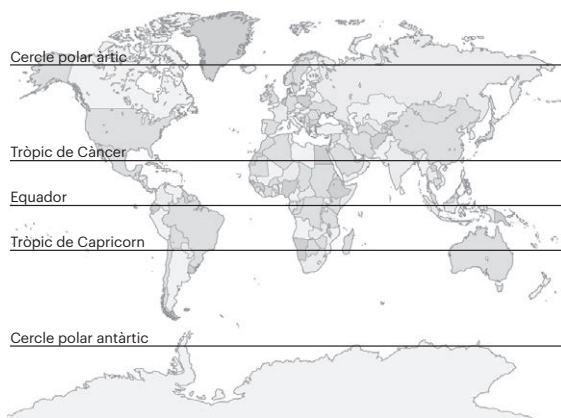 Cercle polar àrtic
Tròpic de Càncer
Equador
Tròpic de Capricorn
Cercle polar antàrtic